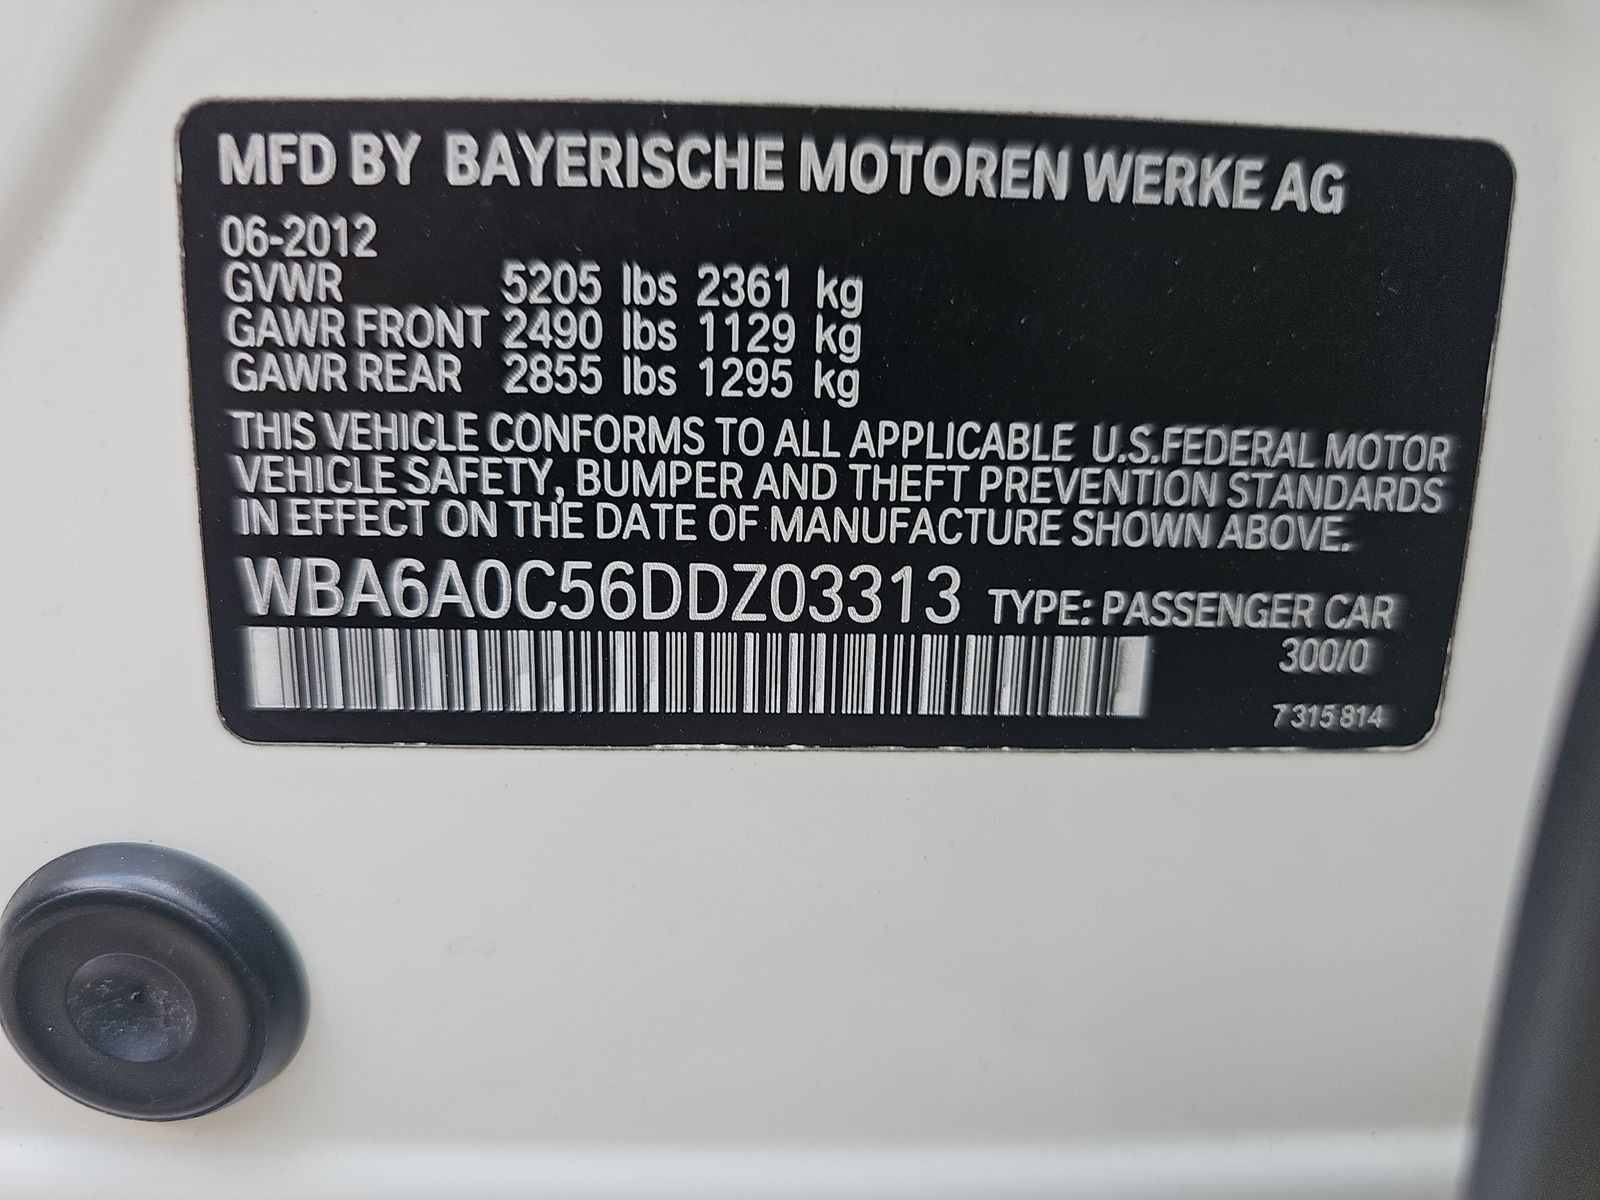 MFD BY BAYERISCHE MOTOREN WERKE AG
06-2012
GVWR 5205 lbs 2361 kg
GAWR FRONT 2490 lbs 1129 kg
GAWR REAR 2855 lbs 1295 kg
THIS VEHICLE CONFORMS TO ALL APPLICABLE U.S.FEDERAL MOTOR
VEHICLE SAFETY, BUMPER AND THEFT PREVENTION STANDARDS
IN EFFECT ON THE DATE OF MANUFACTURE SHOWN ABOVE.
WBA6A0C56DDZ03313 TYPE: PASSENGER CAR
300/0
7 315 814